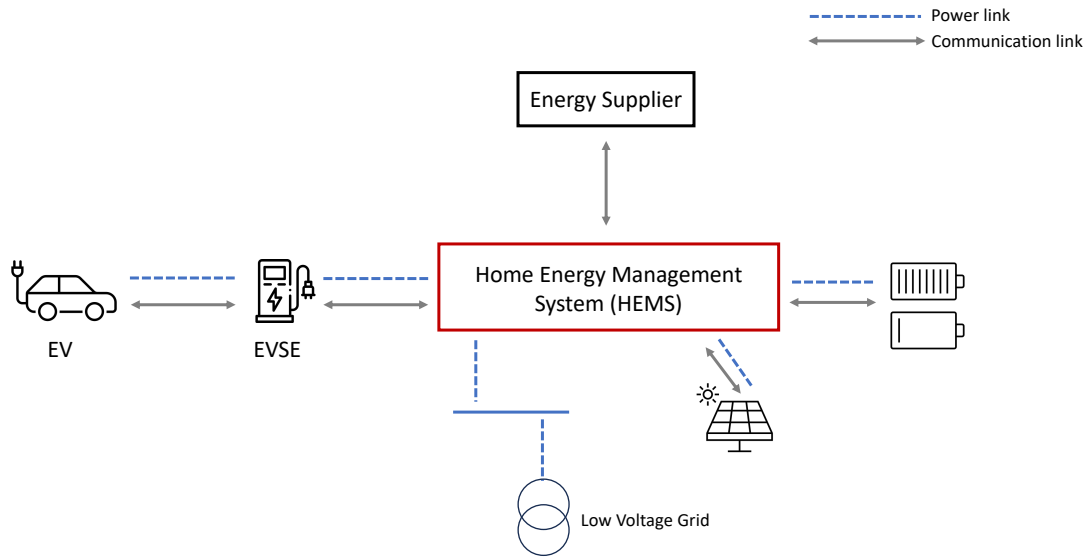 Power link
Communication link
Energy Supplier
Home Energy Management
System (HEMS)
EV
EVSE
Low Voltage Grid